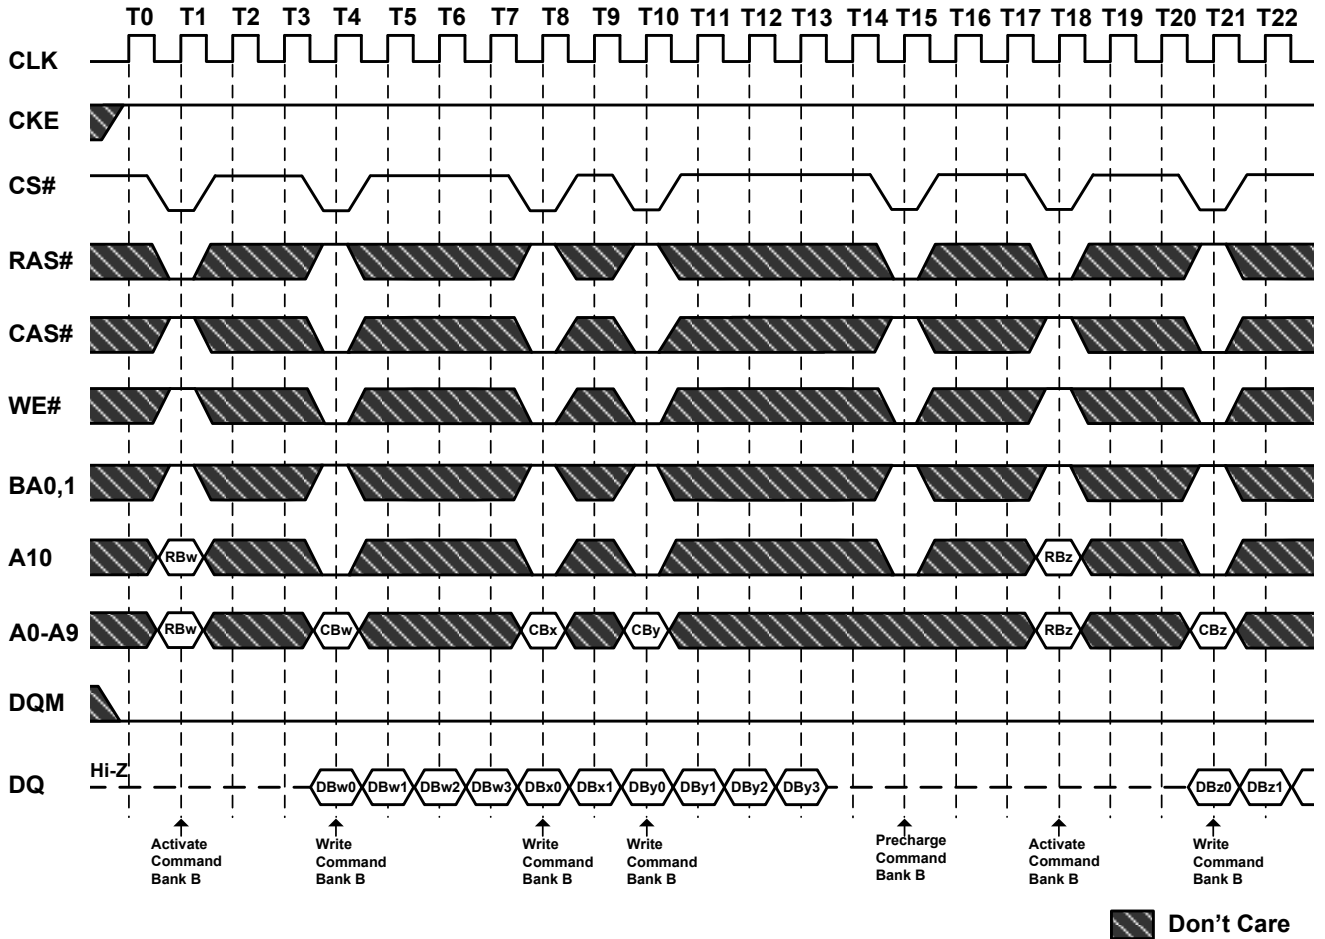 T0 T1 T2 T3 T4 T5 T6 T7 T8 T9 T10 T11 T12 T13 T14 T15 T16 T17 T18 T19 T20 T21 T22
CLK
CKE
CS#
RAS#
CAS#
WE#
BA0,1
A10 RBw RBz
A0-A9 RBw CBw CBx CBy RBz CBz
DQM
Hi-Z
DQ DBw0 DBw1 DBw2 DBw3 DBx0 DBx1 DBy0 DBy1 DBy2 DBy3 DBz0 DBz1
Activate
Command
Bank B
Write
Command
Bank B
Write
Command
Bank B
Write
Command
Bank B
Precharge
Command
Bank B
Activate
Command
Bank B
Write
Command
Bank B
Don't Care